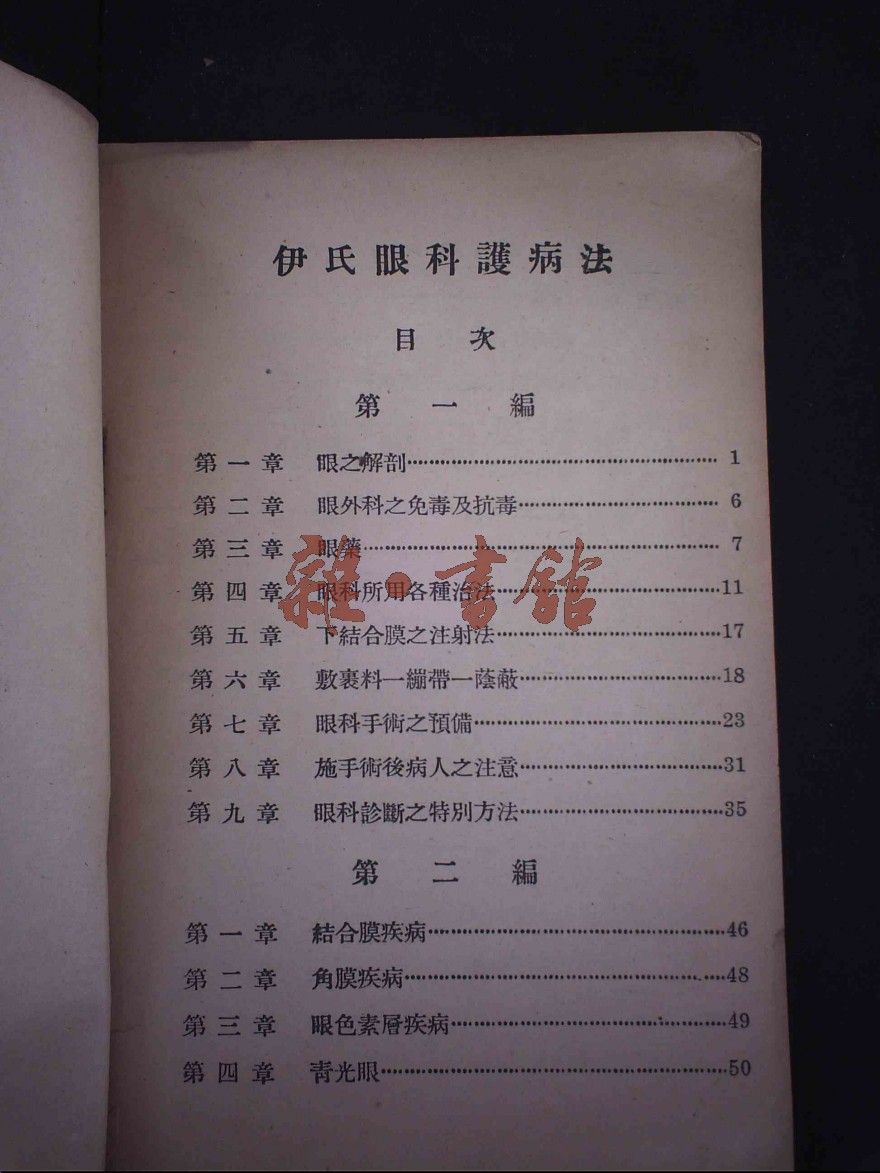 伊氏眼科護病法
目次
第一編
第一章 眼之解剖……1
第二章 眼外科之免毒及抗毒……6
第三章 眼藥……7
第四章 眼科所用各種治法……11
第五章 下結合膜之注射法……17
第六章 敷裹料一繃帶一蔭蔽……18
第七章 眼科手術之預備……23
第八章 施手術後病人之注意……31
第九章 眼科診斷之特別方法……35
第二編
第一章 結合膜疾病……46
第二章 角膜疾病……48
第三章 眼色素層疾病……49
第四章 靑光眼……50
雜·書舘